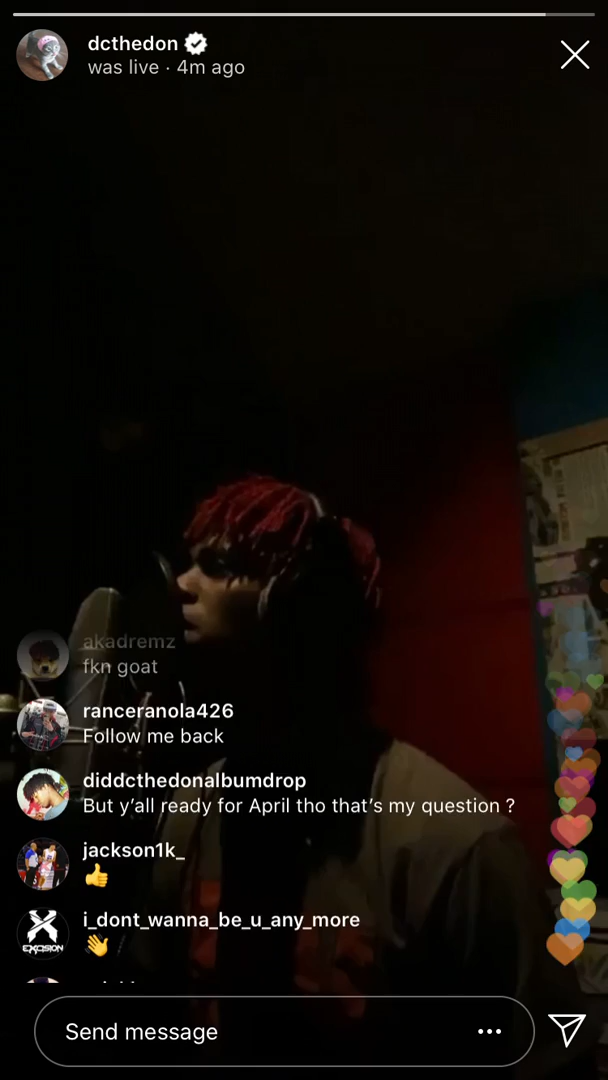 dcthedon
was live · 4m ago
akadremz
fkn goat
ranceranola426
Follow me back
diddcthedonalbumdrop
But y’all ready for April tho that’s my question ?
jackson1k_
👍
i_dont_wanna_be_u_any_more
👋
EXCISION
Send message